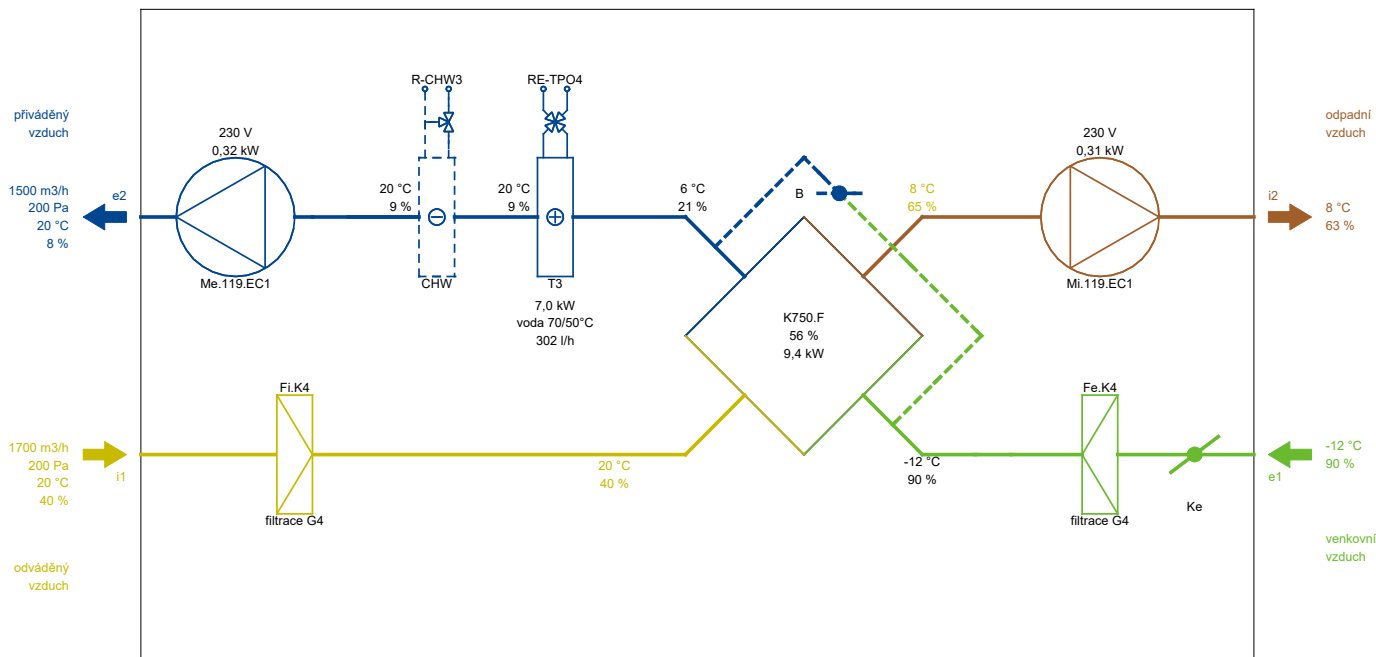 R-CHW3
RE-TPO4
přiváděný
vzduch
230 V
0,32 kW
1500 m3/h
200 Pa
20 °C
8 %
e2
Me.119.EC1
20 °C
9 %
CHW
20 °C
9 %
T3
7,0 kW
voda 70/50°C
302 l/h
6 °C
21 %
B
8 °C
65 %
230 V
0,31 kW
Mi.119.EC1
odpadní
vzduch
i2
8 °C
63 %
K750.F
56 %
9,4 kW
Fi.K4
1700 m3/h
200 Pa
20 °C
40 %
i1
filtrace G4
20 °C
40 %
-12 °C
90 %
Fe.K4
filtrace G4
Ke
-12 °C
90 %
e1
odváděný
vzduch
venkovní
vzduch